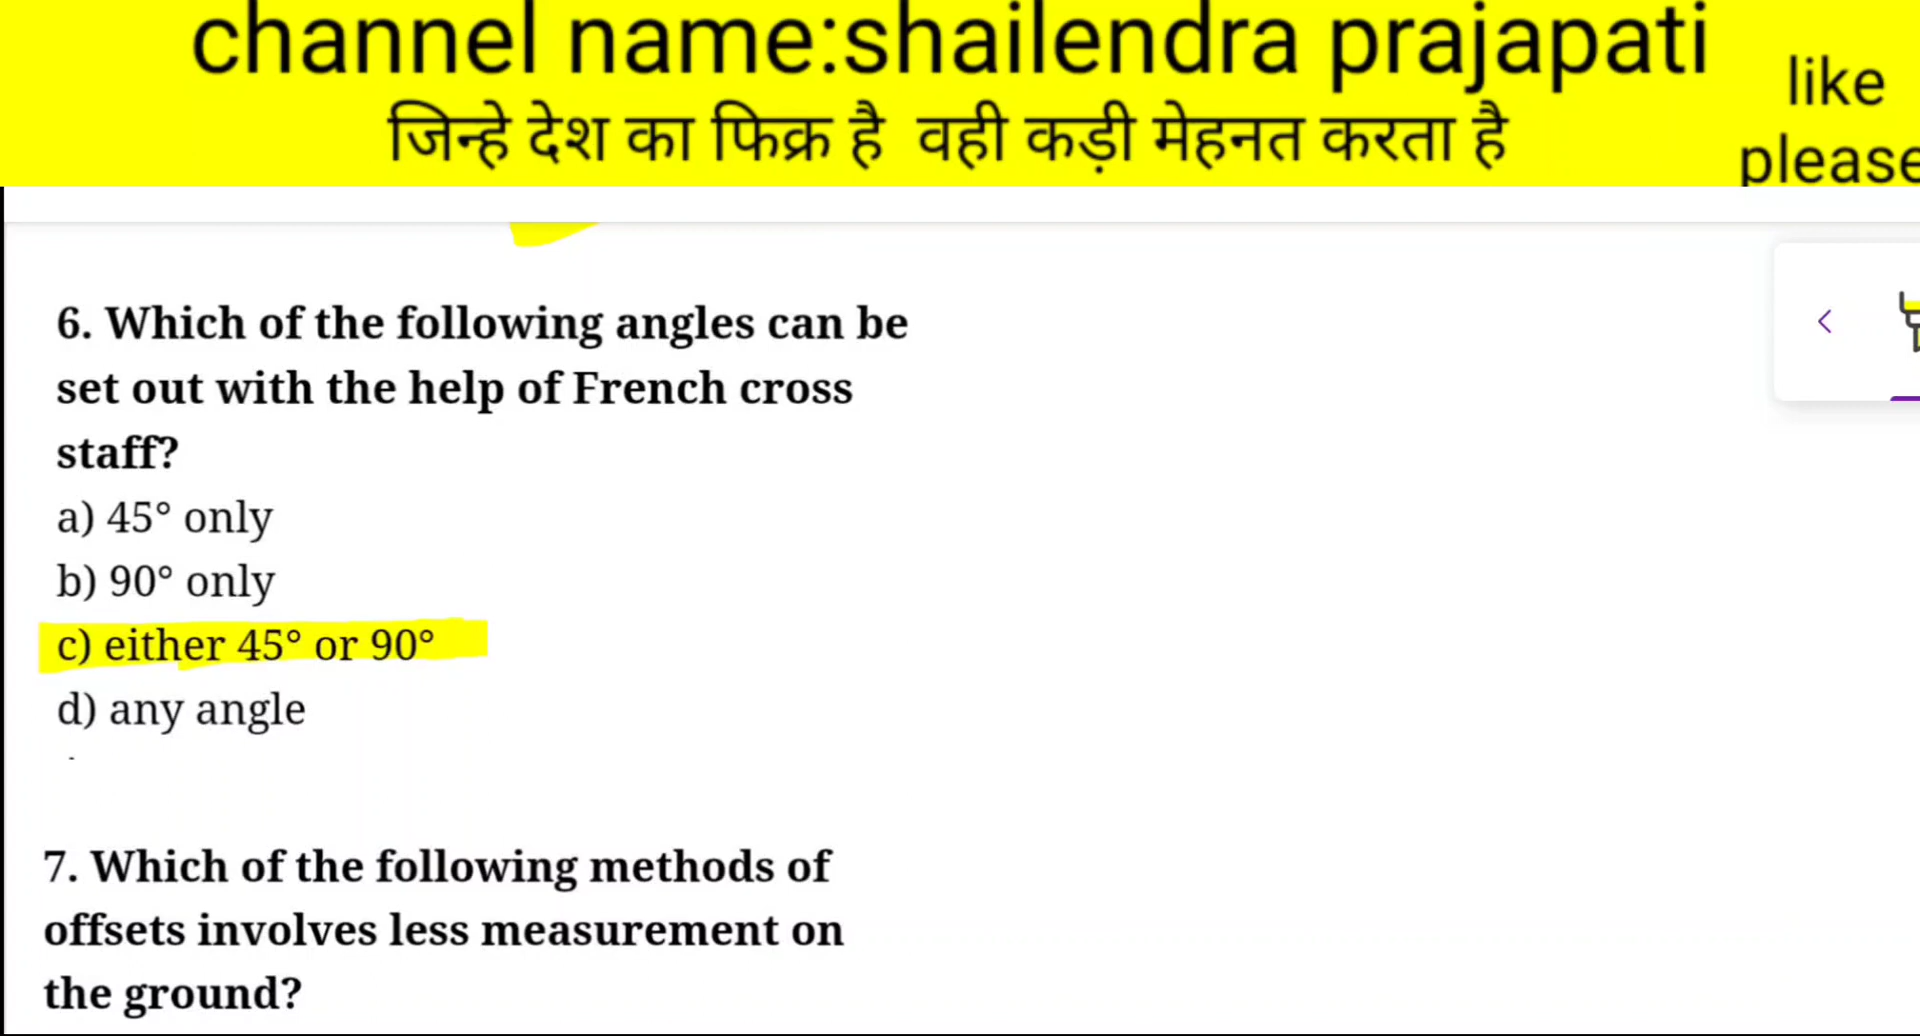 channel name:shailendra prajapati
like
जिन्हे देश का फिक्र है वही कड़ी मेहनत करता है
please
6. Which of the following angles can be
set out with the help of French cross
staff?
a) 45° only
b) 90° only
c) either 45° or 90°
d) any angle
7. Which of the following methods of
offsets involves less measurement on
the ground?